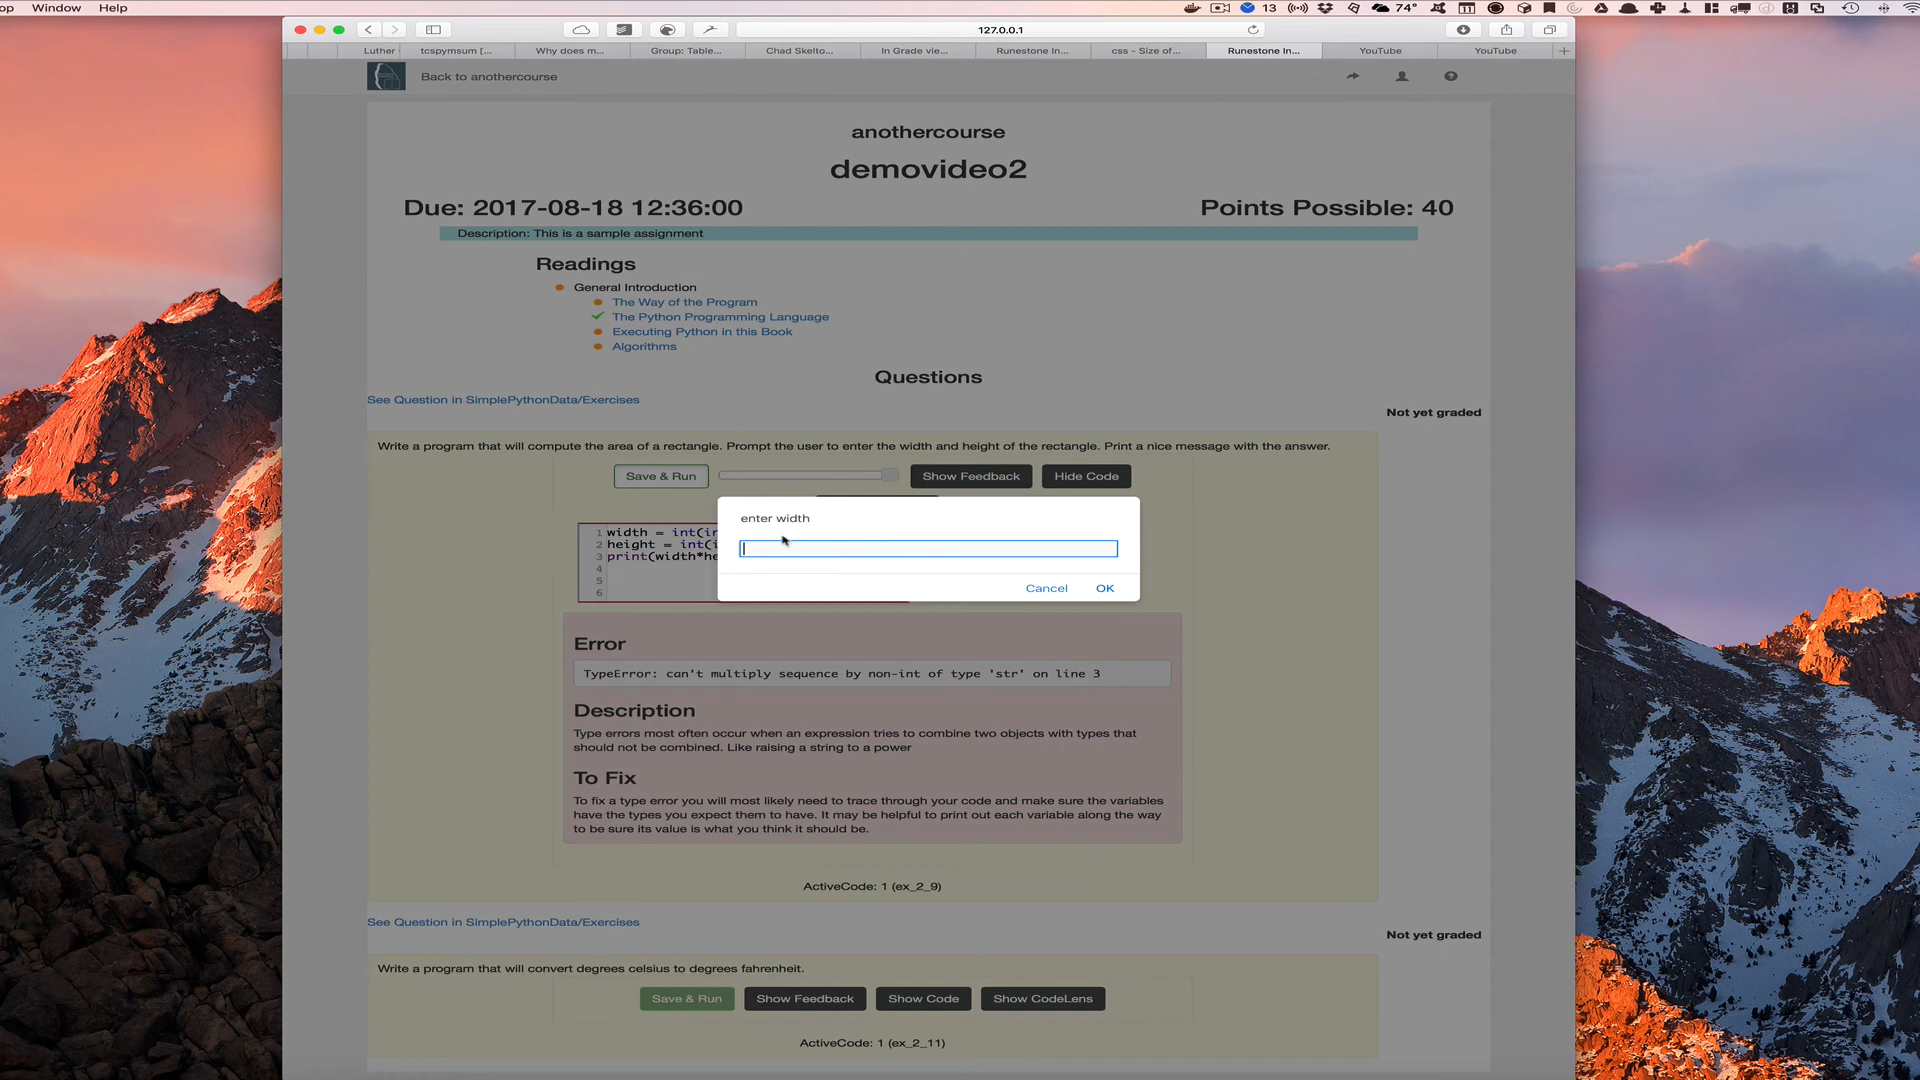 op Window Help
13 74° 11
127.0.0.1
Luther tcspymsum [... Why does m... Group: Table... Chad Skelto... In Grade vie... Runestone In... css - Size of... Runestone In... YouTube YouTube
Back to anothercourse
anothercourse
demovideo2
Due: 2017-08-18 12:36:00 Points Possible: 40
Description: This is a sample assignment
Readings
General Introduction
The Way of the Program
The Python Programming Language
Executing Python in this Book
Algorithms
Questions
See Question in SimplePythonData/Exercises
Not yet graded
Write a program that will compute the area of a rectangle. Prompt the user to enter the width and height of the rectangle. Print a nice message with the answer.
Save & Run Show Feedback Hide Code
enter width
1 width = int(in
2 height = int(i
3 print(width*he
4
5
6
Cancel OK
Error
TypeError: can't multiply sequence by non-int of type 'str' on line 3
Description
Type errors most often occur when an expression tries to combine two objects with types that
should not be combined. Like raising a string to a power
To Fix
To fix a type error you will most likely need to trace through your code and make sure the variables
have the types you expect them to have. It may be helpful to print out each variable along the way
to be sure its value is what you think it should be.
ActiveCode: 1 (ex_2_9)
See Question in SimplePythonData/Exercises
Not yet graded
Write a program that will convert degrees celsius to degrees fahrenheit.
Save & Run Show Feedback Show Code Show CodeLens
ActiveCode: 1 (ex_2_11)